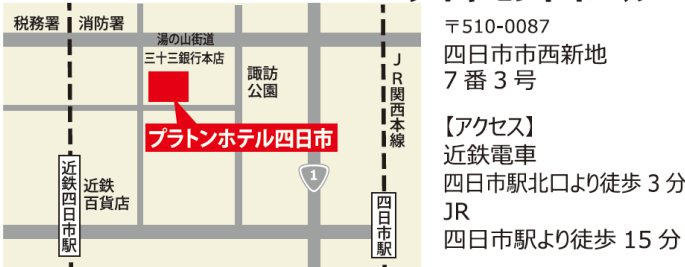 税務署
消防署
湯の山街道
三十三銀行本店
諏訪
公園
JR関西本線
プラトンホテル四日市
1
近鉄四日市駅
近鉄
百貨店
四日市駅
〒510-0087
四日市市西新地
7番3号
【アクセス】
近鉄電車
四日市駅北口より徒歩 3 分
JR
四日市駅より徒歩 15 分